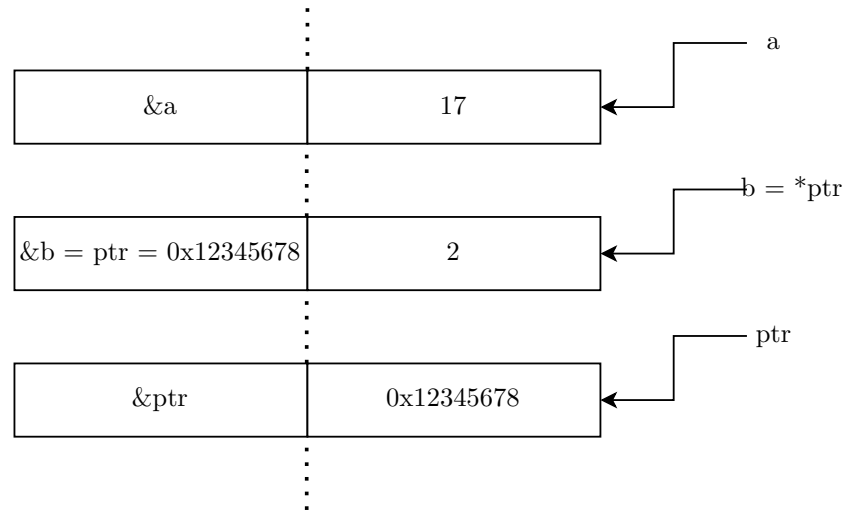 a
&a 17
b = *ptr
&b = ptr = 0x12345678 2
ptr
&ptr 0x12345678